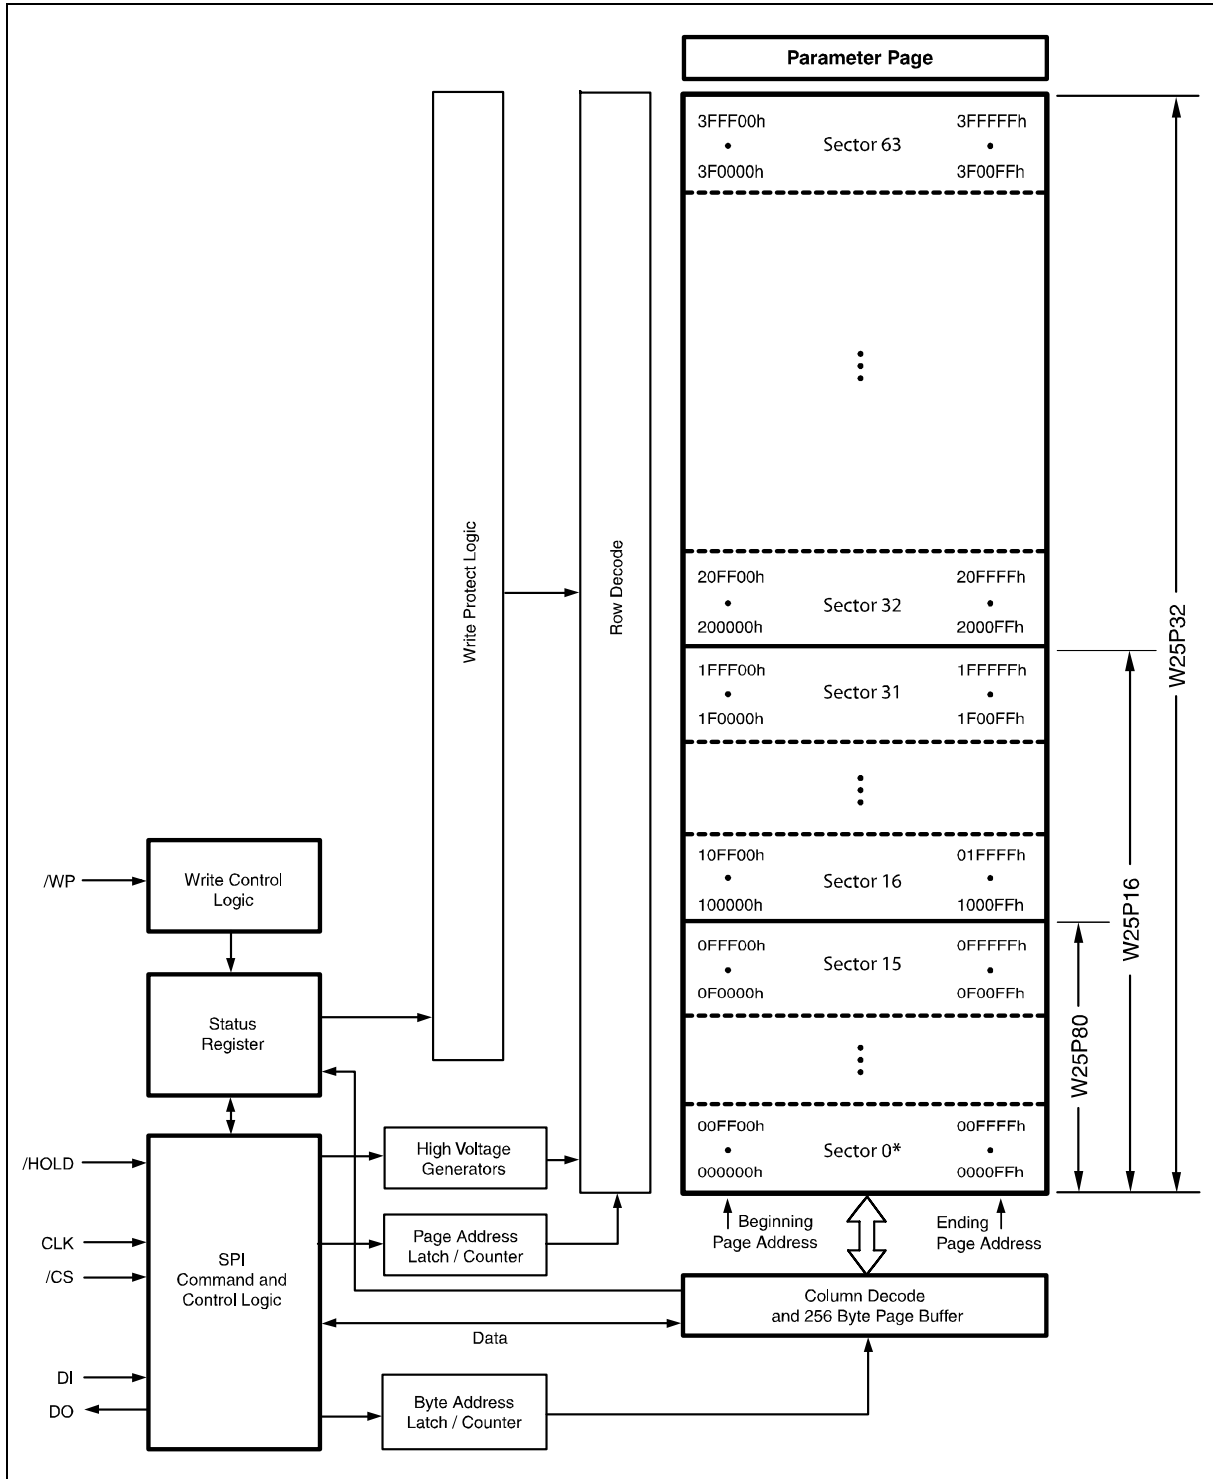 Parameter Page
3FFF00h 3FFFFFh
Sector 63
3F0000h 3F00FFh
20FF00h 20FFFFh
Sector 32
200000h 2000FFh
1FFF00h 1FFFFFh
Sector 31
1F0000h 1F00FFh
10FF00h 01FFFFh
Sector 16
100000h 1000FFh
0FFF00h 0FFFFFh
Sector 15
0F0000h 0F00FFh
00FF00h 00FFFFh
Sector 0*
000000h 0000FFh
Beginning
Page Address
Ending
Page Address
W25P32
W25P16
W25P80
Write Protect Logic
Row Decode
/WP
Write Control
Logic
Status
Register
/HOLD
CLK
/CS
DI
DO
SPI
Command and
Control Logic
High Voltage
Generators
Page Address
Latch / Counter
Column Decode
and 256 Byte Page Buffer
Data
Byte Address
Latch / Counter